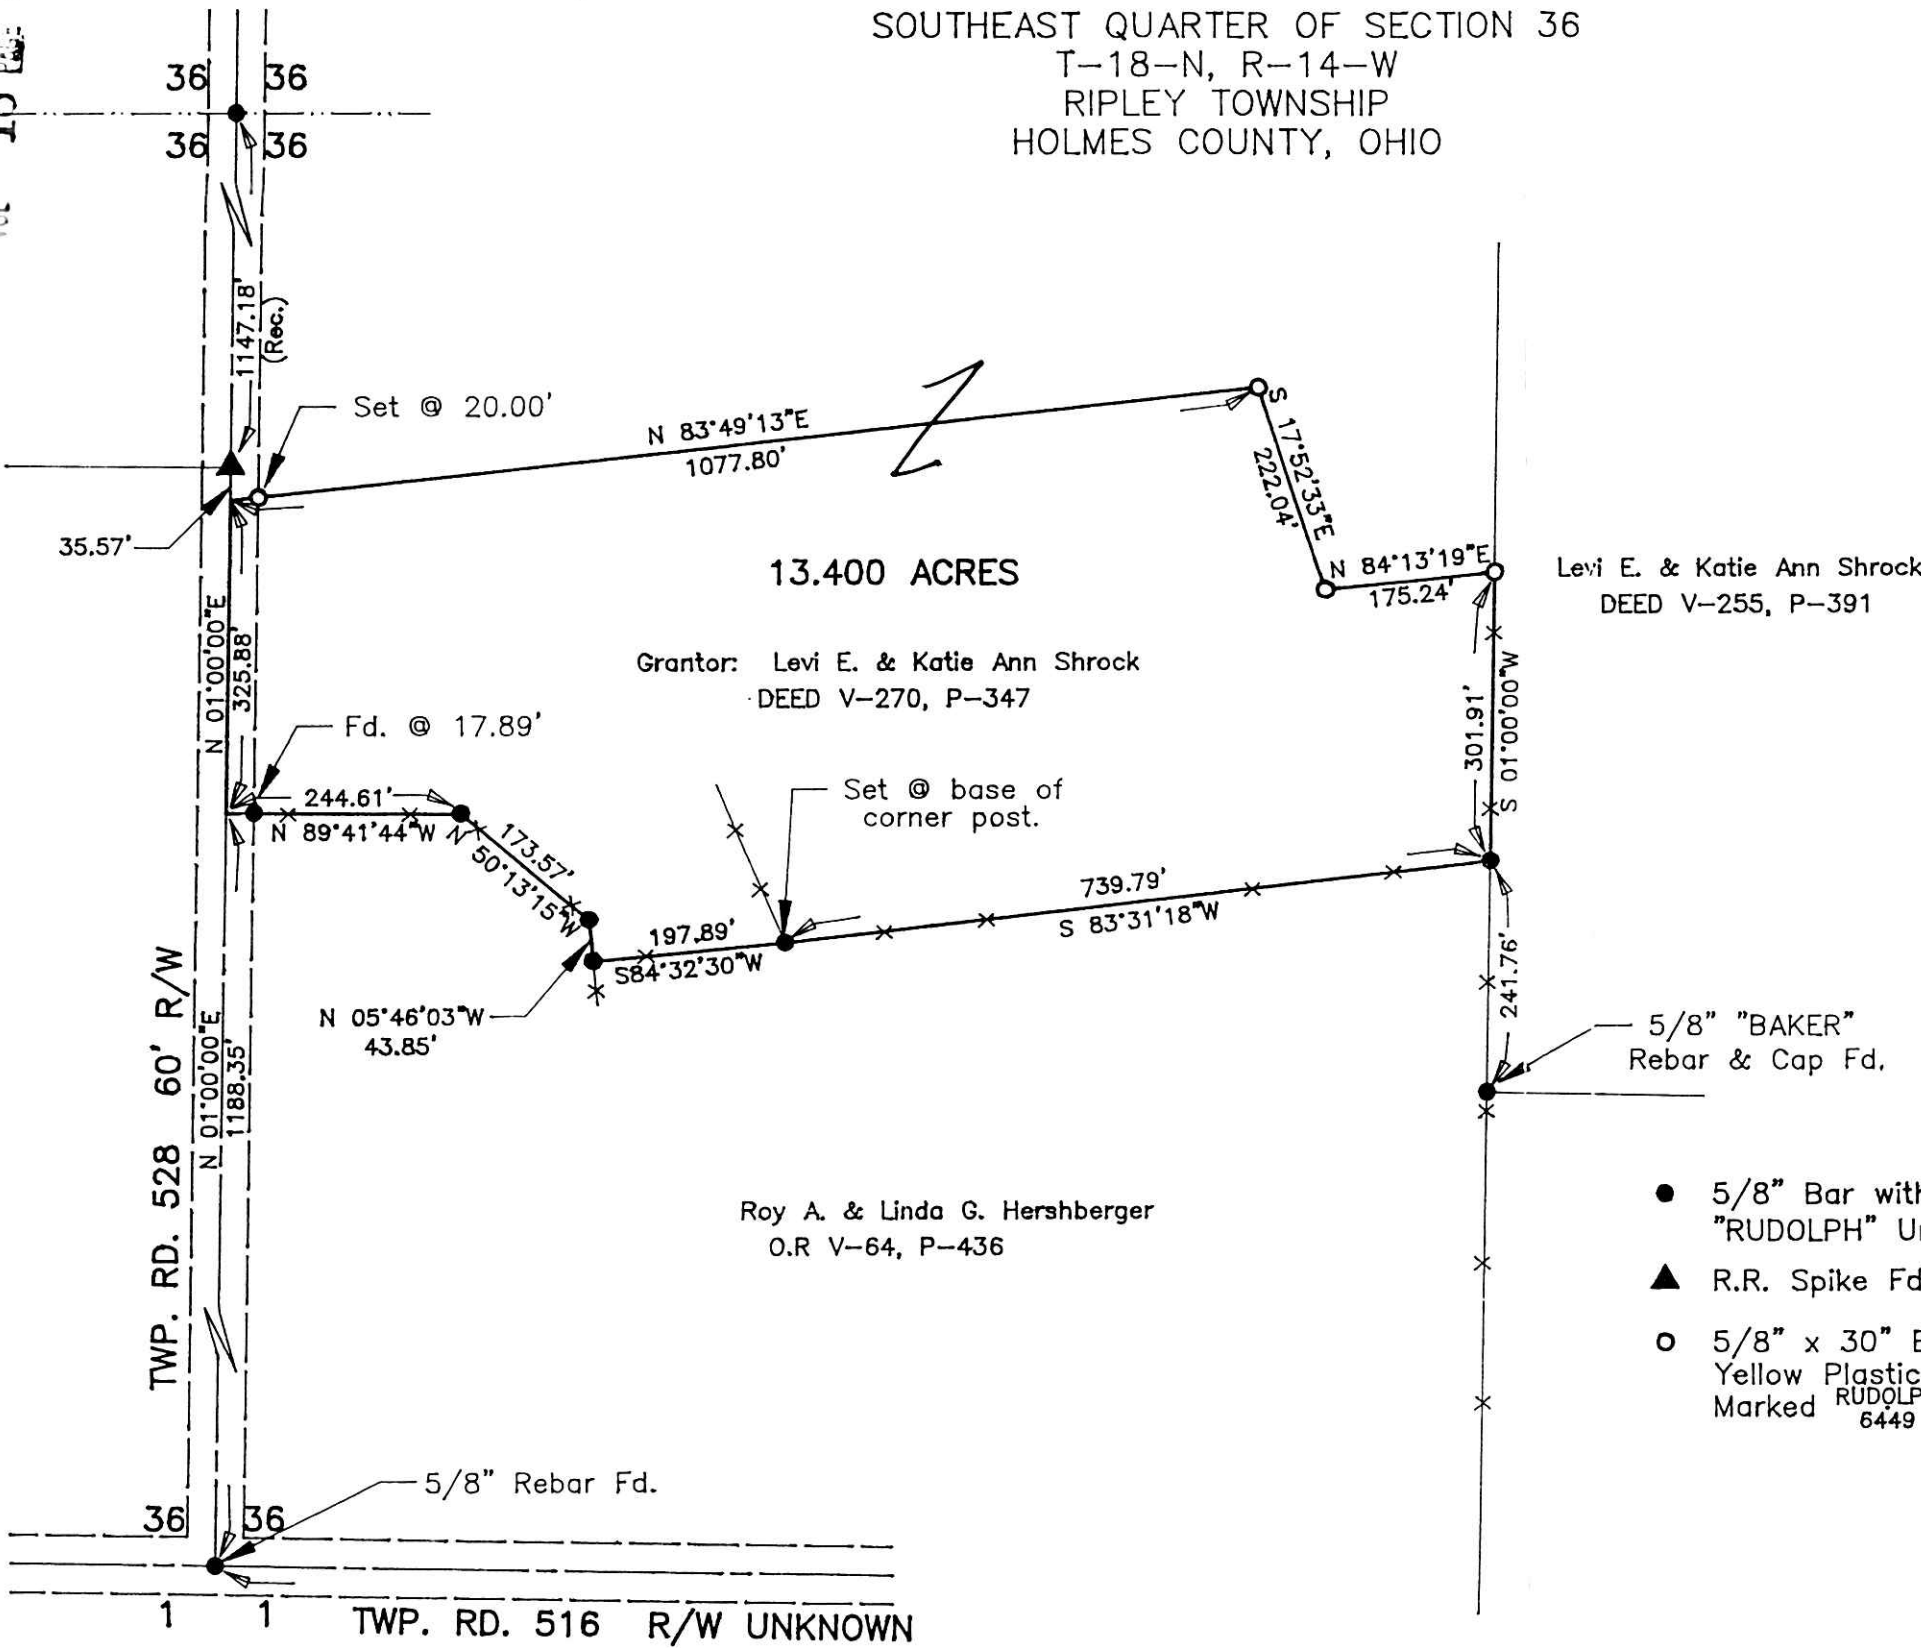 SOUTHEAST QUARTER OF SECTION 36
T-18-N, R-14-W
RIPLEY TOWNSHIP
HOLMES COUNTY, OHIO
36 36
36 36
1147.18'
(Rec.)
Set @ 20.00'
N 83°49'13"E
1077.80'
S 17°52'33"E
222.04'
35.57'
N 84°13'19"E
175.24'
Levi E. & Katie Ann Shrock
DEED V-255, P-391
13.400 ACRES
Grantor: Levi E. & Katie Ann Shrock
DEED V-270, P-347
N 01°00'00"E
325.88'
301.91'
S 01°00'00"W
Fd. @ 17.89'
244.61'
N 89°41'44"W
173.57'
N 50°13'15"W
Set @ base of
corner post.
739.79'
S 83°31'18"W
197.89'
S84°32'30"W
N 05°46'03"W
43.85'
241.76'
5/8" "BAKER"
Rebar & Cap Fd.
TWP. RD. 528 60' R/W
N 01°00'00"E
1188.35'
Roy A. & Linda G. Hershberger
O.R V-64, P-436
5/8" Bar with
"RUDOLPH"
R.R. Spike Fd
5/8" x 30"
Yellow Plastic
Marked RUDOLP
6449
5/8" Rebar Fd.
36 36
1 1
TWP. RD. 516 R/W UNKNOWN